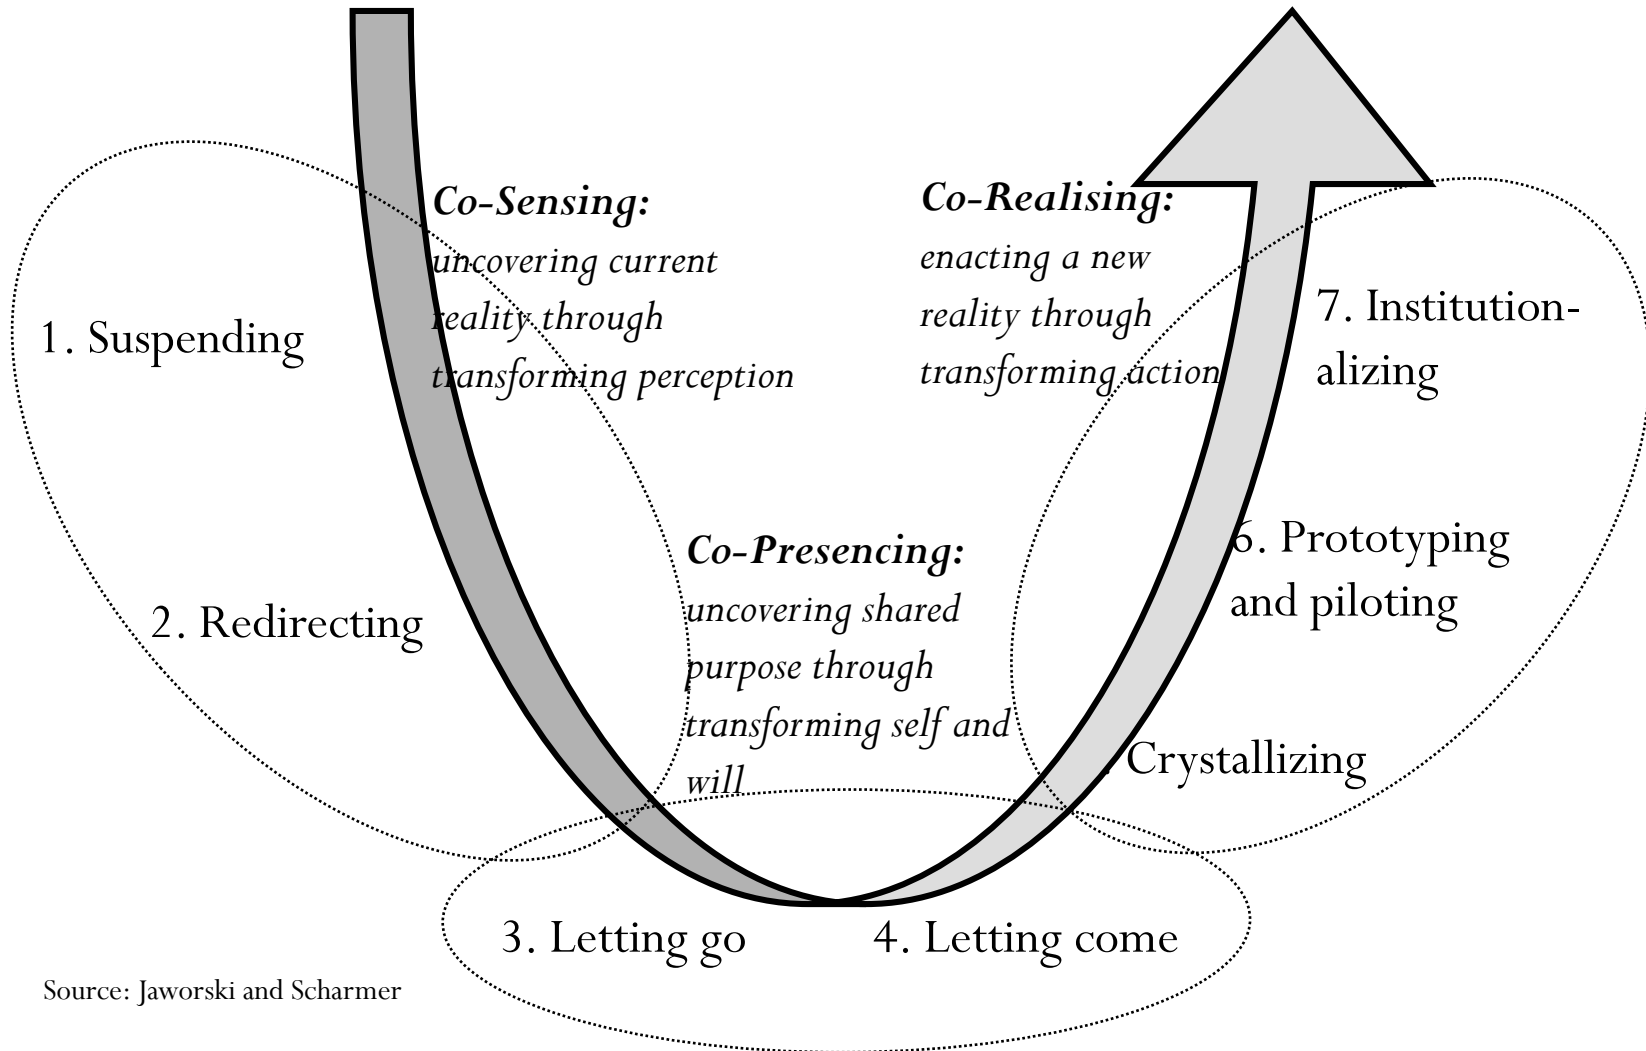 Co-Sensing:
uncovering current
reality through
transforming perception
Co-Realising:
enacting a new
reality through
transforming action
1. Suspending
7. Institution-
alizing
Co-Presencing:
uncovering shared
purpose through
transforming self and
will
2. Redirecting
6. Prototyping
and piloting
. Crystallizing
3. Letting go
4. Letting come
Source: Jaworski and Scharmer